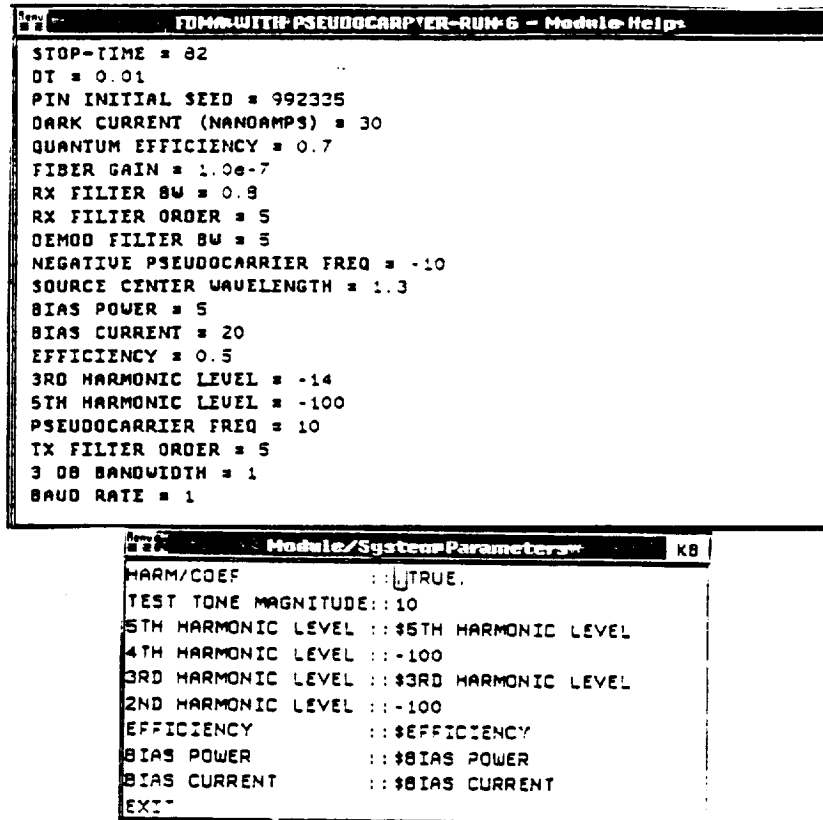 Menu
FDMA WITH PSEUDOCARRIER-RUN 6 - Module Help
STOP-TIME = 82
DT = 0.01
PIN INITIAL SEED = 992335
DARK CURRENT (NANOAMPS) = 30
QUANTUM EFFICIENCY = 0.7
FIBER GAIN = 1.0e-7
RX FILTER BW = 0.8
RX FILTER ORDER = 5
DEMOD FILTER BW = 5
NEGATIVE PSEUDOCARRIER FREQ = -10
SOURCE CENTER WAVELENGTH = 1.3
BIAS POWER = 5
BIAS CURRENT = 20
EFFICIENCY = 0.5
3RD HARMONIC LEVEL = -14
5TH HARMONIC LEVEL = -100
PSEUDOCARRIER FREQ = 10
TX FILTER ORDER = 5
3 DB BANDWIDTH = 1
BAUD RATE = 1
Menu Module/System Parameters K8
HARM/COEF ::.TRUE.
TEST TONE MAGNITUDE::10
5TH HARMONIC LEVEL ::$5TH HARMONIC LEVEL
4TH HARMONIC LEVEL ::-100
3RD HARMONIC LEVEL ::$3RD HARMONIC LEVEL
2ND HARMONIC LEVEL ::-100
EFFICIENCY ::$EFFICIENCY
BIAS POWER ::$BIAS POWER
BIAS CURRENT ::$BIAS CURRENT
EXIT